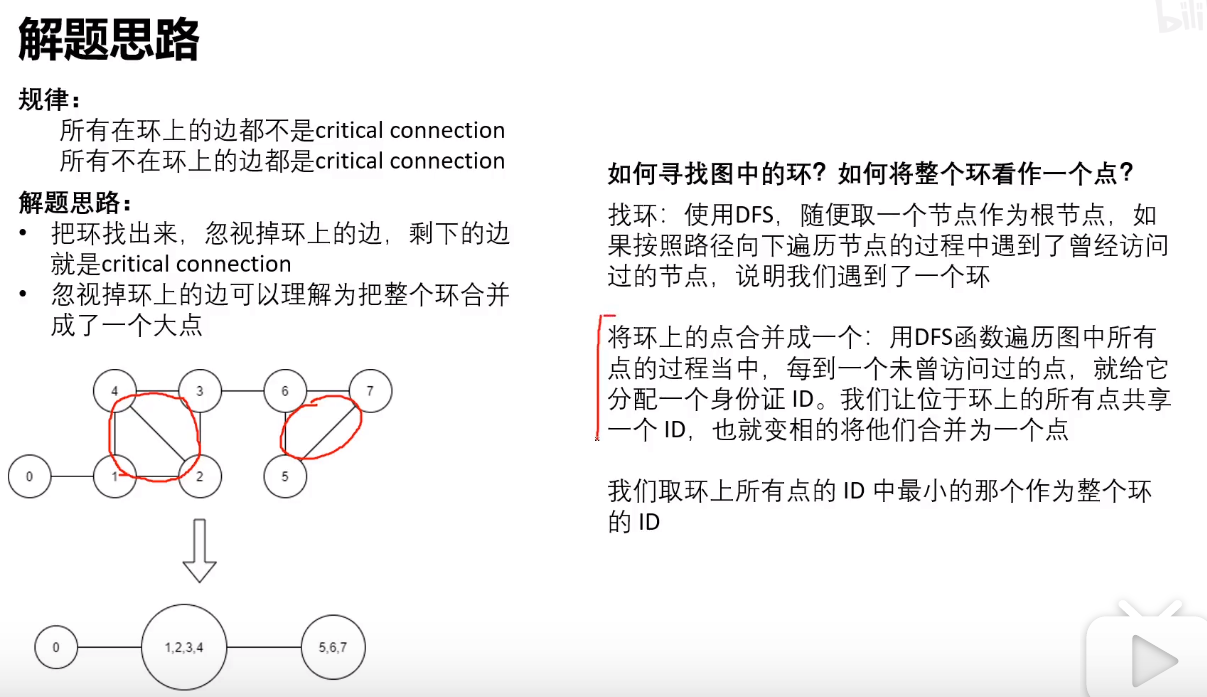 解题思路
规律：
所有在环上的边都不是critical connection
所有不在环上的边都是critical connection
解题思路：
• 把环找出来，忽视掉环上的边，剩下的边
就是critical connection
• 忽视掉环上的边可以理解为把整个环合并
成了一个大点
4 3 6 7
0 1 2 5
0 1,2,3,4 5,6,7
如何寻找图中的环？如何将整个环看作一个点？
找环：使用DFS，随便取一个节点作为根节点，如
果按照路径向下遍历节点的过程中遇到了曾经访问
过的节点，说明我们遇到了一个环
将环上的点合并成一个：用DFS函数遍历图中所有
点的过程当中，每到一个未曾访问过的点，就给它
分配一个身份证 ID。我们让位于环上的所有点共享
一个 ID，也就变相的将他们合并为一个点
我们取环上所有点的 ID 中最小的那个作为整个环
的 ID
bili